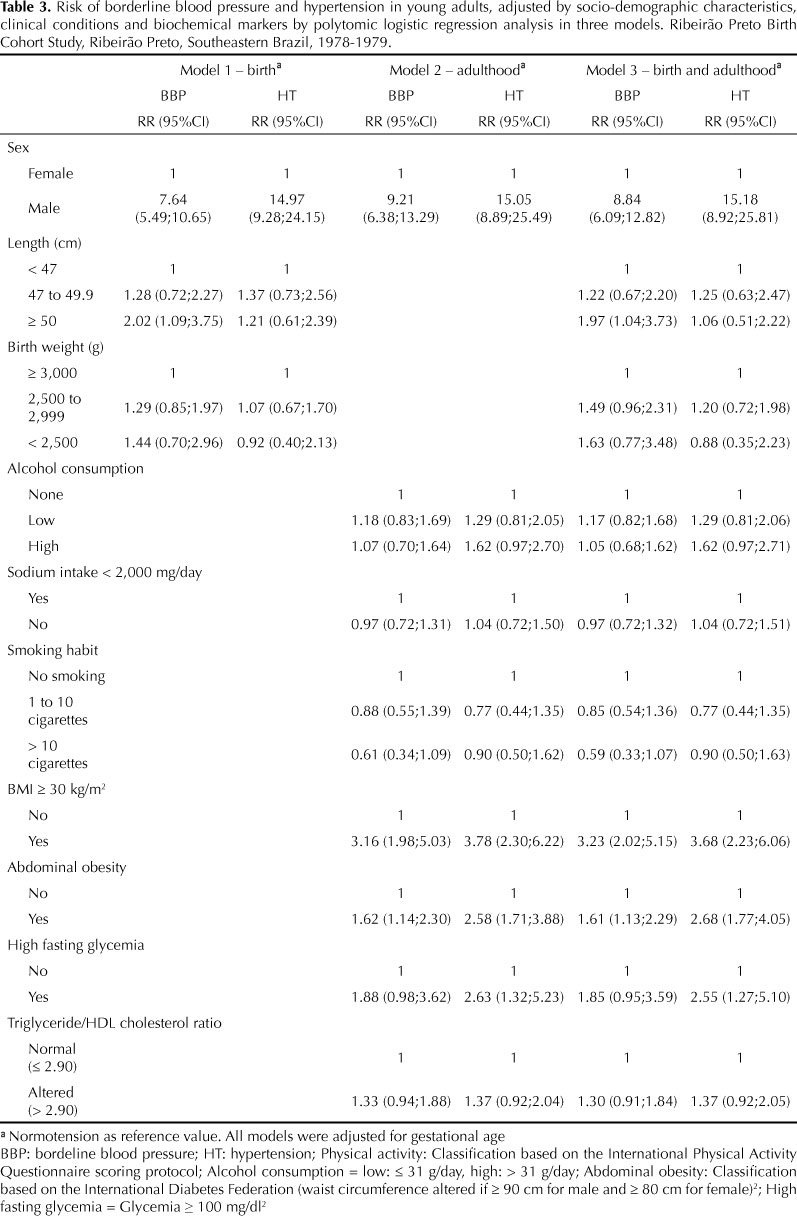 Table 3. Risk of borderline blood pressure and hypertension in young adults, adjusted by socio-demographic characteristics,
clinical conditions and biochemical markers by polytomic logistic regression analysis in three models. Ribeirão Preto Birth
Cohort Study, Ribeirão Preto, Southeastern Brazil, 1978-1979.
Model 1 – birthª Model 2 – adulthoodª Model 3 – birth and adulthoodª
BBP HT BBP HT BBP HT
RR (95%CI) RR (95%CI) RR (95%CI) RR (95%CI) RR (95%CI) RR (95%CI)
Sex
Female 1 1 1 1 1 1
Male 7.64 (5.49;10.65) 14.97 (9.28;24.15) 9.21 (6.38;13.29) 15.05 (8.89;25.49) 8.84 (6.09;12.82) 15.18 (8.92;25.81)
Length (cm)
< 47 1 1 1 1
47 to 49.9 1.28 (0.72;2.27) 1.37 (0.73;2.56) 1.22 (0.67;2.20) 1.25 (0.63;2.47)
≥ 50 2.02 (1.09;3.75) 1.21 (0.61;2.39) 1.97 (1.04;3.73) 1.06 (0.51;2.22)
Birth weight (g)
≥ 3,000 1 1 1 1
2,500 to
2,999 1.29 (0.85;1.97) 1.07 (0.67;1.70) 1.49 (0.96;2.31) 1.20 (0.72;1.98)
< 2,500 1.44 (0.70;2.96) 0.92 (0.40;2.13) 1.63 (0.77;3.48) 0.88 (0.35;2.23)
Alcohol consumption
None 1 1 1 1
Low 1.18 (0.83;1.69) 1.29 (0.81;2.05) 1.17 (0.82;1.68) 1.29 (0.81;2.06)
High 1.07 (0.70;1.64) 1.62 (0.97;2.70) 1.05 (0.68;1.62) 1.62 (0.97;2.71)
Sodium intake < 2,000 mg/day
Yes 1 1 1 1
No 0.97 (0.72;1.31) 1.04 (0.72;1.50) 0.97 (0.72;1.32) 1.04 (0.72;1.51)
Smoking habit
No smoking 1 1 1 1
1 to 10
cigarettes 0.88 (0.55;1.39) 0.77 (0.44;1.35) 0.85 (0.54;1.36) 0.77 (0.44;1.35)
> 10
cigarettes 0.61 (0.34;1.09) 0.90 (0.50;1.62) 0.59 (0.33;1.07) 0.90 (0.50;1.63)
BMI ≥ 30 kg/m²
No 1 1 1 1
Yes 3.16 (1.98;5.03) 3.78 (2.30;6.22) 3.23 (2.02;5.15) 3.68 (2.23;6.06)
Abdominal obesity
No 1 1 1 1
Yes 1.62 (1.14;2.30) 2.58 (1.71;3.88) 1.61 (1.13;2.29) 2.68 (1.77;4.05)
High fasting glycemia
No 1 1 1 1
Yes 1.88 (0.98;3.62) 2.63 (1.32;5.23) 1.85 (0.95;3.59) 2.55 (1.27;5.10)
Triglyceride/HDL cholesterol ratio
Normal
(≤ 2.90) 1 1 1 1
Altered
(> 2.90) 1.33 (0.94;1.88) 1.37 (0.92;2.04) 1.30 (0.91;1.84) 1.37 (0.92;2.05)
ª Normotension as reference value. All models were adjusted for gestational age
BBP: bordeline blood pressure; HT: hypertension; Physical activity: Classification based on the International Physical Activity
Questionnaire scoring protocol; Alcohol consumption = low: ≤ 31 g/day, high: > 31 g/day; Abdominal obesity: Classification
based on the International Diabetes Federation (waist circumference altered if ≥ 90 cm for male and ≥ 80 cm for female)²; High
fasting glycemia = Glycemia ≥ 100 mg/dl²